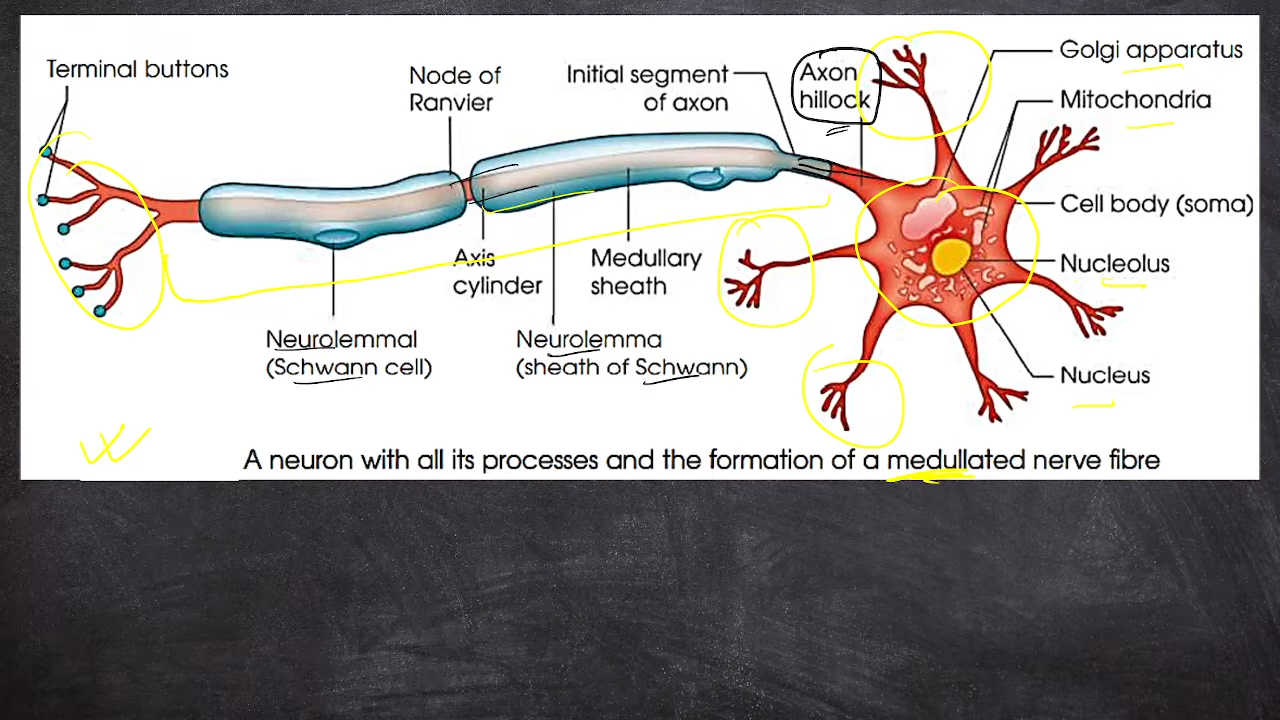 Terminal buttons
Node of
Ranvier
Initial segment
of axon
Axon
hillock
Golgi apparatus
Mitochondria
Cell body (soma)
Nucleolus
Nucleus
Axis
cylinder
Medullary
sheath
Neurolemmal
(Schwann cell)
Neurolemma
(sheath of Schwann)
A neuron with all its processes and the formation of a medullated nerve fibre